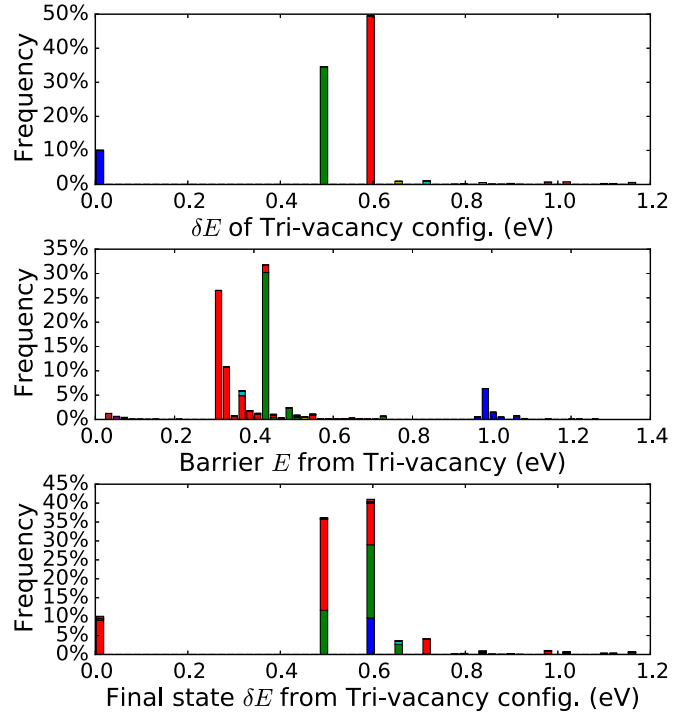 50%
40%
30%
20%
10%
0%
Frequency
0.0 0.2 0.4 0.6 0.8 1.0 1.2
δE of Tri-vacancy config. (eV)
35%
30%
25%
20%
15%
10%
5%
0%
Frequency
0.0 0.2 0.4 0.6 0.8 1.0 1.2 1.4
Barrier E from Tri-vacancy (eV)
45%
40%
35%
30%
25%
20%
15%
10%
5%
0%
Frequency
0.0 0.2 0.4 0.6 0.8 1.0 1.2
Final state δE from Tri-vacancy config. (eV)